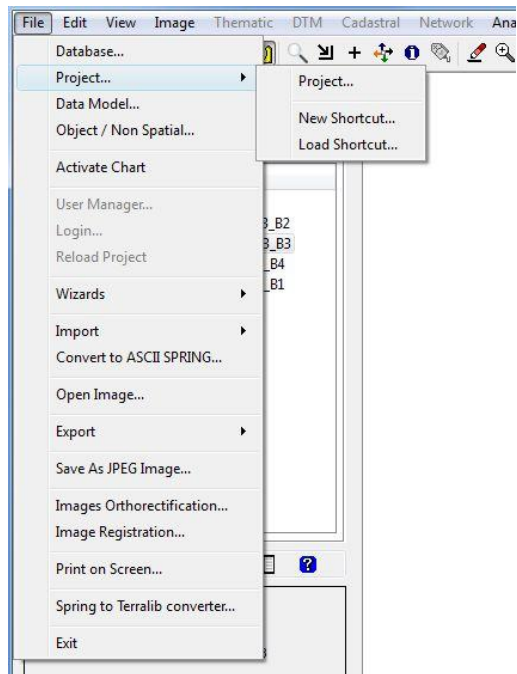 File Edit View Image Thematic DTM Cadastral Network Ana
Database...
Project...
Project...
Data Model...
New Shortcut...
Object / Non Spatial...
Load Shortcut...
Activate Chart
User Manager...
_B2
Login...
_B3
Reload Project
_B4
_B1
Wizards
Import
Convert to ASCII SPRING...
Open Image...
Export
Save As JPEG Image...
Images Orthorectification...
Image Registration...
Print on Screen...
Spring to Terralib converter...
Exit